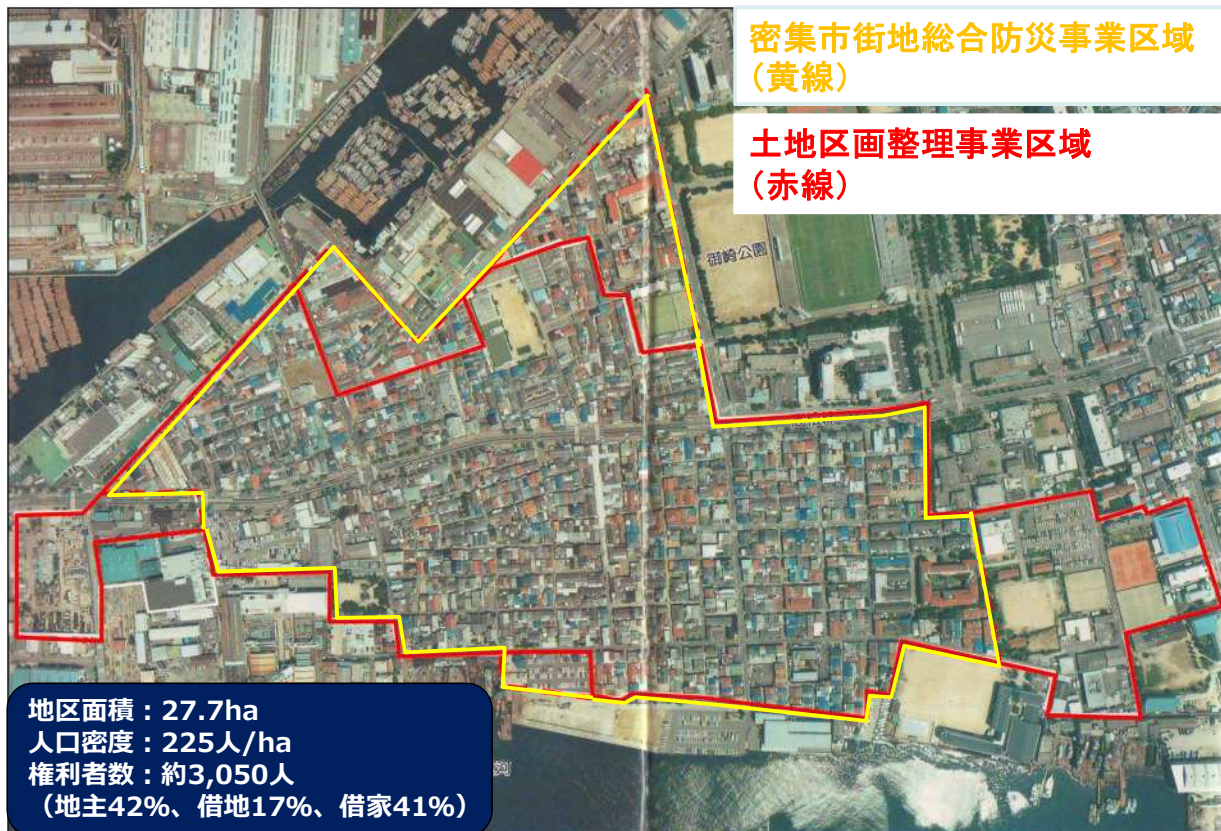 密集市街地総合防災事業区域
(黄線)
土地区画整理事業区域
(赤線)
御崎公園
地区面積：27.7ha
人口密度：225人/ha
権利者数：約3,050人
（地主42%、借地17%、借家41%）
河